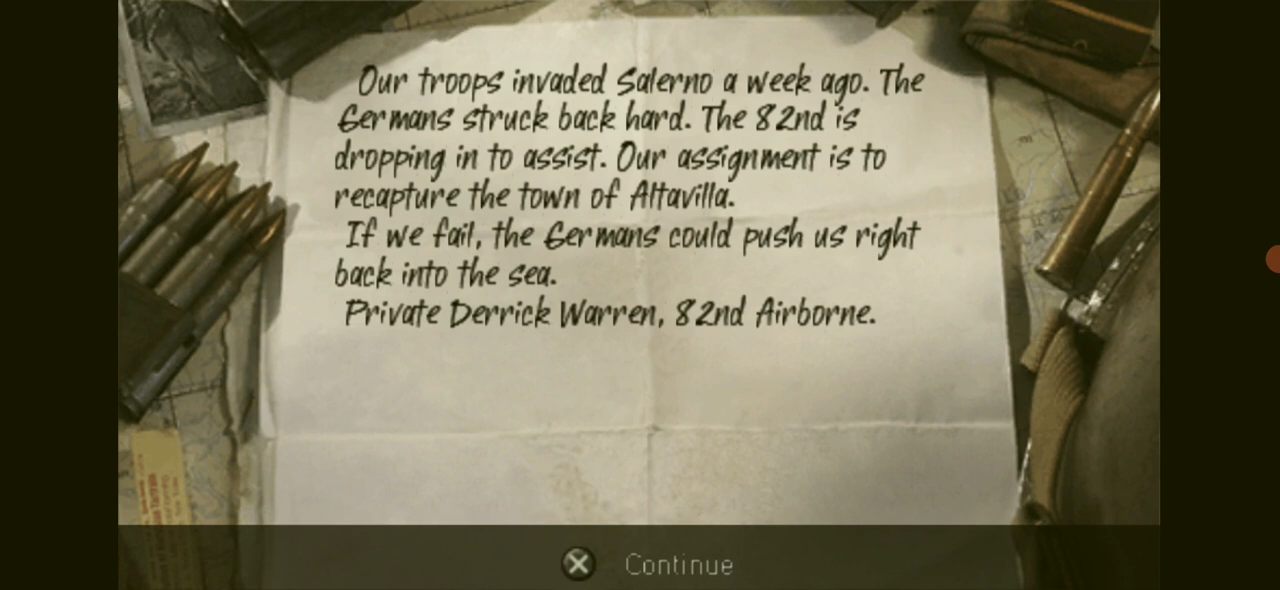 Our troops invaded Salerno a week ago. The
Germans struck back hard. The 82nd is
dropping in to assist. Our assignment is to
recapture the town of Altavilla.
If we fail, the Germans could push us right
back into the sea.
Private Derrick Warren, 82nd Airborne.
Continue